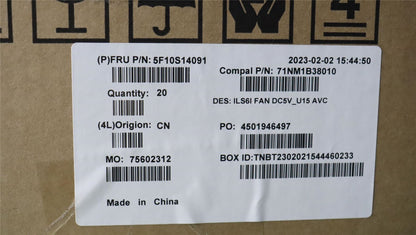 (P)FRU P/N: 5F10S14091
2023-02-02 15:44:50
Compal P/N: 71NM1B38010
Quantity: 20
DES: ILS6I FAN DC5V_U15 AVC
(4L)Origion: CN
PO: 4501946497
MO: 75602312
BOX ID:TNBT2302021544460233
Made in China
4